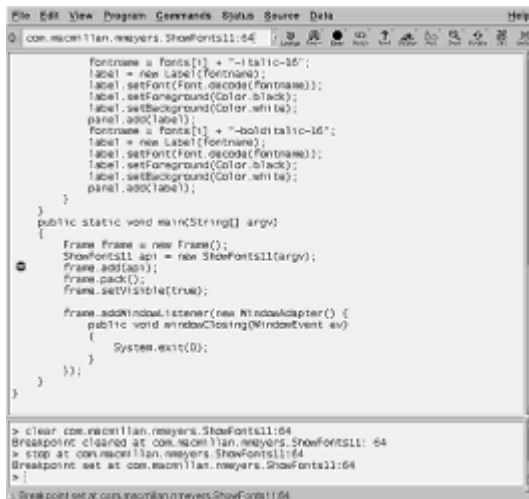 File Edit View Program Commands Status Source Data Help
com.macmillan.nmeyers.ShowFonts11:64
fontname = fonts[i] + "-italic-16";
label = new Label(fontname);
label.setFont(Font.decode(fontname));
label.setForeground(Color.black);
label.setBackground(Color.white);
panel.add(label);
fontname = fonts[i] + "-bolditalic-16";
label = new Label(fontname);
label.setFont(Font.decode(fontname));
label.setForeground(Color.black);
label.setBackground(Color.white);
panel.add(label);
}
}
public static void main(String[] argv)
{
Frame frame = new Frame();
ShowFonts11 api = new ShowFonts11(argv);
frame.add(api);
frame.pack();
frame.setVisible(true);
frame.addWindowListener(new WindowAdapter() {
public void windowClosing(WindowEvent ev)
{
System.exit(0);
}
});
}
}
> clear com.macmillan.nmeyers.ShowFonts11:64
Breakpoint cleared at com.macmillan.nmeyers.ShowFonts11: 64
> stop at com.macmillan.nmeyers.ShowFonts11:64
Breakpoint set at com.macmillan.nmeyers.ShowFonts11:64
>
Breakpoint set at com.macmillan.nmeyers.ShowFonts11:64